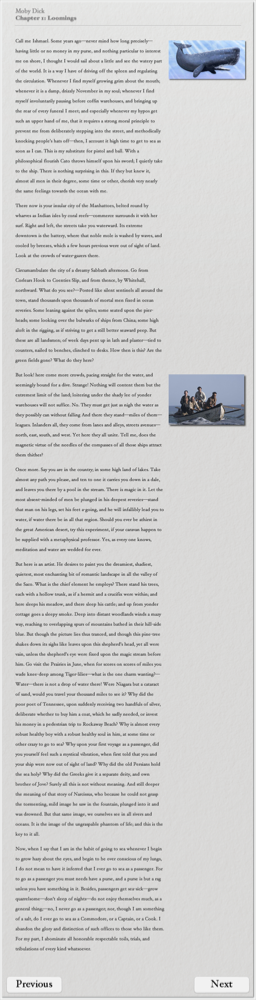 Moby Dick
Chapter 1: Loomings
Call me Ishmael. Some years ago—never mind how long precisely—
having little or no money in my purse, and nothing particular to interest
me on shore, I thought I would sail about a little and see the watery part
of the world. It is a way I have of driving off the spleen and regulating
the circulation. Whenever I find myself growing grim about the mouth;
whenever it is a damp, drizzly November in my soul; whenever I find
myself involuntarily pausing before coffin warehouses, and bringing up
the rear of every funeral I meet; and especially whenever my hypos get
such an upper hand of me, that it requires a strong moral principle to
prevent me from deliberately stepping into the street, and methodically
knocking people's hats off—then, I account it high time to get to sea as
soon as I can. This is my substitute for pistol and ball. With a
philosophical flourish Cato throws himself upon his sword; I quietly take
to the ship. There is nothing surprising in this. If they but knew it,
almost all men in their degree, some time or other, cherish very nearly
the same feelings towards the ocean with me.
There now is your insular city of the Manhattoes, belted round by
wharves as Indian isles by coral reefs—commerce surrounds it with her
surf. Right and left, the streets take you waterward. Its extreme
downtown is the battery, where that noble mole is washed by waves, and
cooled by breezes, which a few hours previous were out of sight of land.
Look at the crowds of water-gazers there.
Circumambulate the city of a dreamy Sabbath afternoon. Go from
Corlears Hook to Coenties Slip, and from thence, by Whitehall,
northward. What do you see?—Posted like silent sentinels all around the
town, stand thousands upon thousands of mortal men fixed in ocean
reveries. Some leaning against the spiles; some seated upon the pier-
heads; some looking over the bulwarks of ships from China; some high
aloft in the rigging, as if striving to get a still better seaward peep. But
these are all landsmen; of week days pent up in lath and plaster—tied to
counters, nailed to benches, clinched to desks. How then is this? Are the
green fields gone? What do they here?
But look! here come more crowds, pacing straight for the water, and
seemingly bound for a dive. Strange! Nothing will content them but the
extremest limit of the land; loitering under the shady lee of yonder
warehouses will not suffice. No. They must get just as nigh the water as
they possibly can without falling And there they stand—miles of them—
leagues. Inlanders all, they come from lanes and alleys, streets avenues—
north, east, south, and west. Yet here they all unite. Tell me, does the
magnetic virtue of the needles of the compasses of all those ships attract
them thither?
Once more. Say you are in the country; in some high land of lakes. Take
almost any path you please, and ten to one it carries you down in a dale,
and leaves you there by a pool in the stream. There is magic in it. Let the
most absent-minded of men be plunged in his deepest reveries—stand
that man on his legs, set his feet a-going, and he will infallibly lead you to
water, if water there be in all that region. Should you ever be athirst in
the great American desert, try this experiment, if your caravan happen to
be supplied with a metaphysical professor. Yes, as every one knows,
meditation and water are wedded for ever.
But here is an artist. He desires to paint you the dreamiest, shadiest,
quietest, most enchanting bit of romantic landscape in all the valley of
the Saco. What is the chief element he employs? There stand his trees,
each with a hollow trunk, as if a hermit and a crucifix were within; and
here sleeps his meadow, and there sleep his cattle; and up from yonder
cottage goes a sleepy smoke. Deep into distant woodlands winds a mazy
way, reaching to overlapping spurs of mountains bathed in their hill-side
blue. But though the picture lies thus tranced, and though this pine-tree
shakes down its sighs like leaves upon this shepherd's head, yet all were
vain, unless the shepherd's eye were fixed upon the magic stream before
him. Go visit the Prairies in June, when for scores on scores of miles you
wade knee-deep among Tiger-lilies—what is the one charm wanting?—
Water—there is not a drop of water there! Were Niagara but a cataract
of sand, would you travel your thousand miles to see it? Why did the
poor poet of Tennessee, upon suddenly receiving two handfuls of silver,
deliberate whether to buy him a coat, which he sadly needed, or invest
his money in a pedestrian trip to Rockaway Beach? Why is almost every
robust healthy boy with a robust healthy soul in him, at some time or
other crazy to go to sea? Why upon your first voyage as a passenger, did
you yourself feel such a mystical vibration, when first told that you and
your ship were now out of sight of land? Why did the old Persians hold
the sea holy? Why did the Greeks give it a separate deity, and own
brother of Jove? Surely all this is not without meaning. And still deeper
the meaning of that story of Narcissus, who because he could not grasp
the tormenting, mild image he saw in the fountain, plunged into it and
was drowned. But that same image, we ourselves see in all rivers and
oceans. It is the image of the ungraspable phantom of life; and this is the
key to it all.
Now, when I say that I am in the habit of going to sea whenever I begin
to grow hazy about the eyes, and begin to be over conscious of my lungs,
I do not mean to have it inferred that I ever go to sea as a passenger. For
to go as a passenger you must needs have a purse, and a purse is but a rag
unless you have something in it. Besides, passengers get sea-sick—grow
quarrelsome—don't sleep of nights—do not enjoy themselves much, as a
general thing;—no, I never go as a passenger; nor, though I am something
of a salt, do I ever go to sea as a Commodore, or a Captain, or a Cook. I
abandon the glory and distinction of such offices to those who like them.
For my part, I abominate all honourable respectable toils, trials, and
tribulations of every kind whatsoever.
Previous
Next